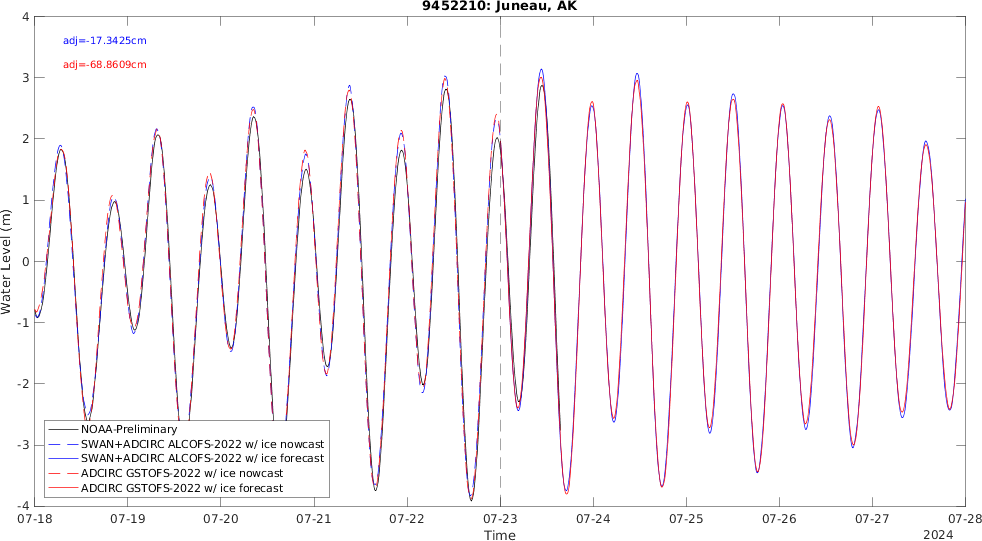 9452210: Juneau, AK
adj=-17.3425cm
adj=-68.8609cm
Water Level (m)
4
3
2
1
0
-1
-2
-3
-4
NOAA-Preliminary
SWAN+ADCIRC ALCOFS-2022 w/ ice nowcast
SWAN+ADCIRC ALCOFS-2022 w/ ice forecast
ADCIRC GSTOFS-2022 w/ ice nowcast
ADCIRC GSTOFS-2022 w/ ice forecast
07-18 07-19 07-20 07-21 07-22 07-23 07-24 07-25 07-26 07-27 07-28
Time
2024